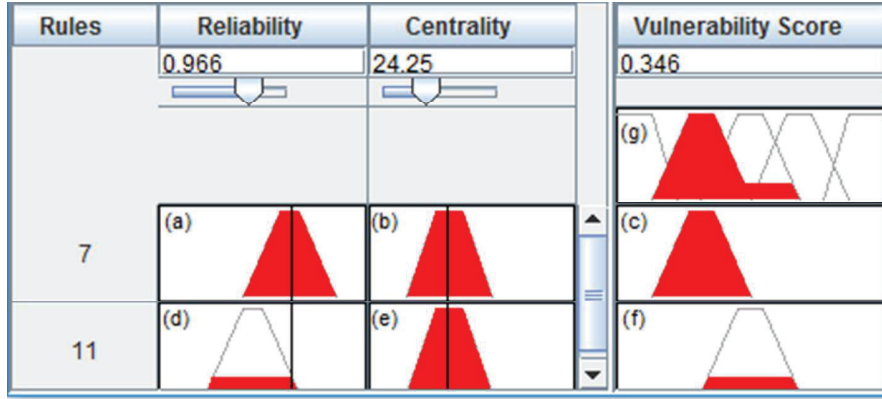 Rules Reliability Centrality Vulnerability Score
0.966 24.25 0.346
(g)
7 (a) (b) (c)
11 (d) (e) (f)